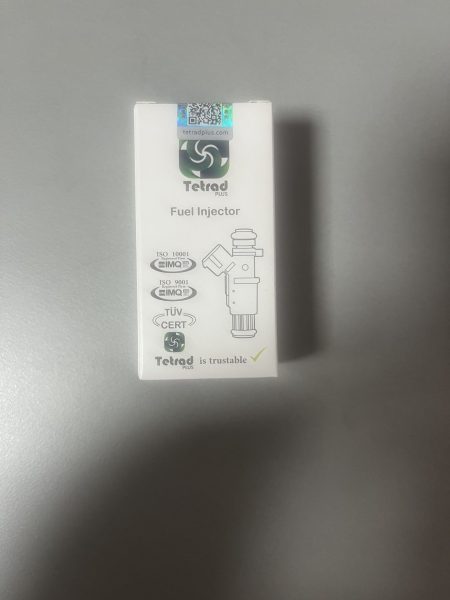 tetradplus.com
Tetrad
PLUS
Fuel Injector
ISO 10001
IMQ
ISO 9001
IMQ
TÜV
CERT
Tetrad
PLUS
is trustable